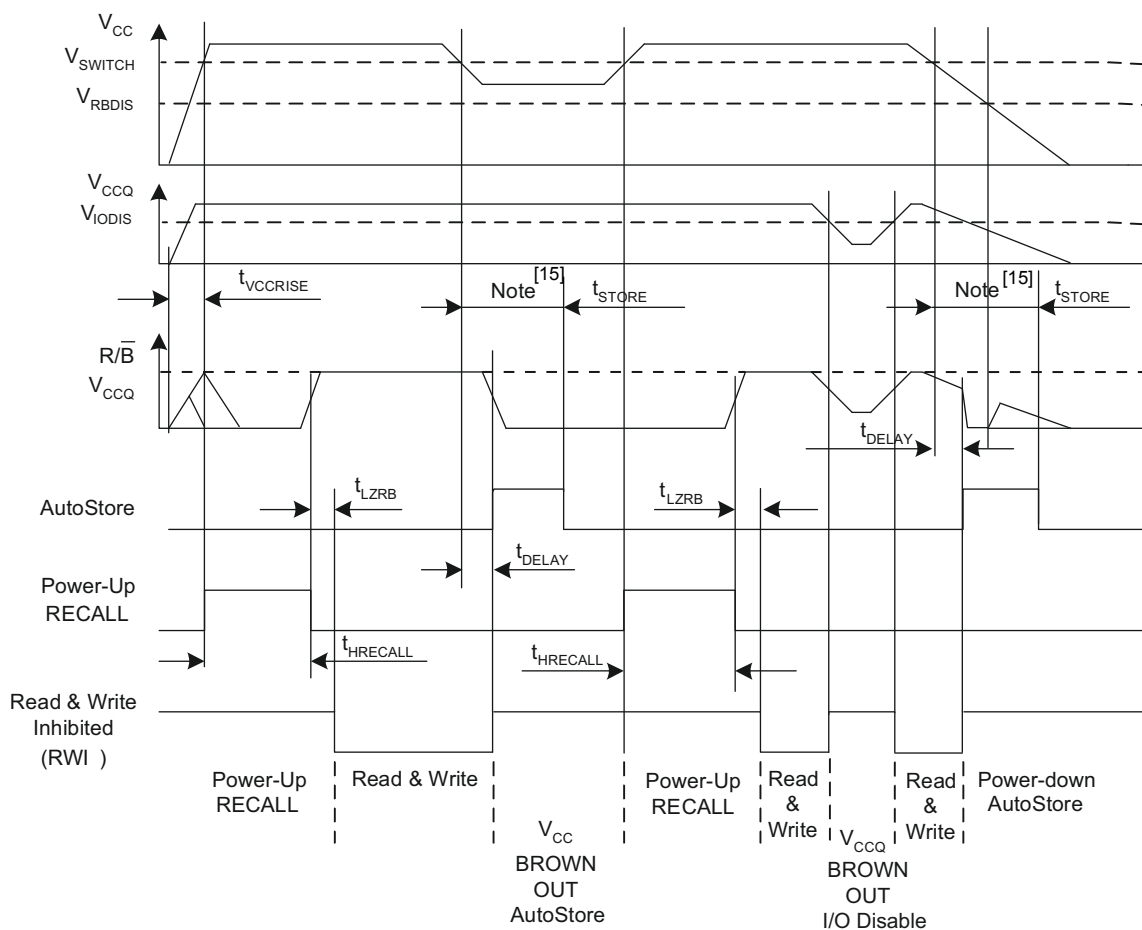 VCC
VSWITCH
VRBDIS
VCCQ
VIODIS
tVCCRISE
Note[15]
tSTORE
Note[15]
tSTORE
R/B̅
VCCQ
tDELAY
tLZRB
tLZRB
AutoStore
tDELAY
Power-Up
RECALL
tHRECALL
tHRECALL
Read & Write
Inhibited
(RWI )
Power-Up
RECALL
Read & Write
VCC
BROWN
OUT
AutoStore
Power-Up
RECALL
Read
&
Write
VCCQ
BROWN
OUT
I/O Disable
Read
&
Write
Power-down
AutoStore